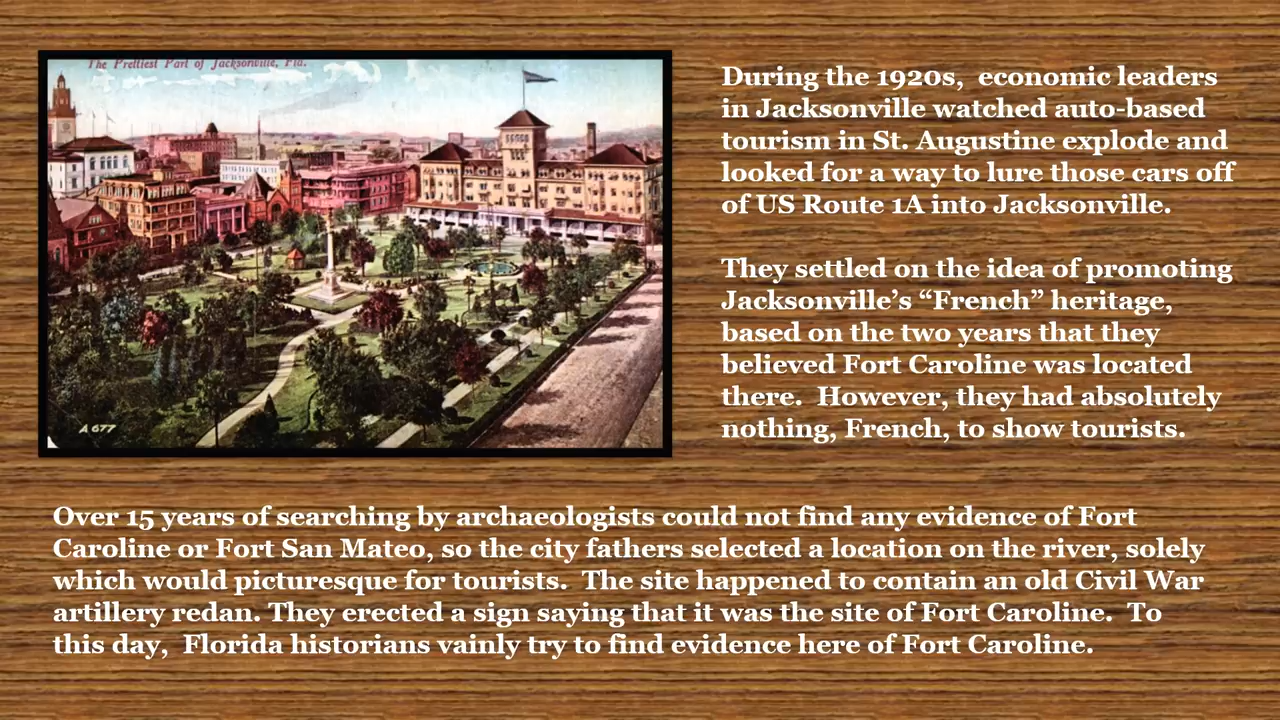 The Prettiest Part of Jacksonville, Fla.
A 677
During the 1920s,  economic leaders
in Jacksonville watched auto-based
tourism in St. Augustine explode and
looked for a way to lure those cars off
of US Route 1A into Jacksonville.
They settled on the idea of promoting
Jacksonville’s “French” heritage,
based on the two years that they
believed Fort Caroline was located
there.  However, they had absolutely
nothing, French, to show tourists.
Over 15 years of searching by archaeologists could not find any evidence of Fort
Caroline or Fort San Mateo, so the city fathers selected a location on the river, solely
which would picturesque for tourists.  The site happened to contain an old Civil War
artillery redan. They erected a sign saying that it was the site of Fort Caroline.  To
this day,  Florida historians vainly try to find evidence here of Fort Caroline.